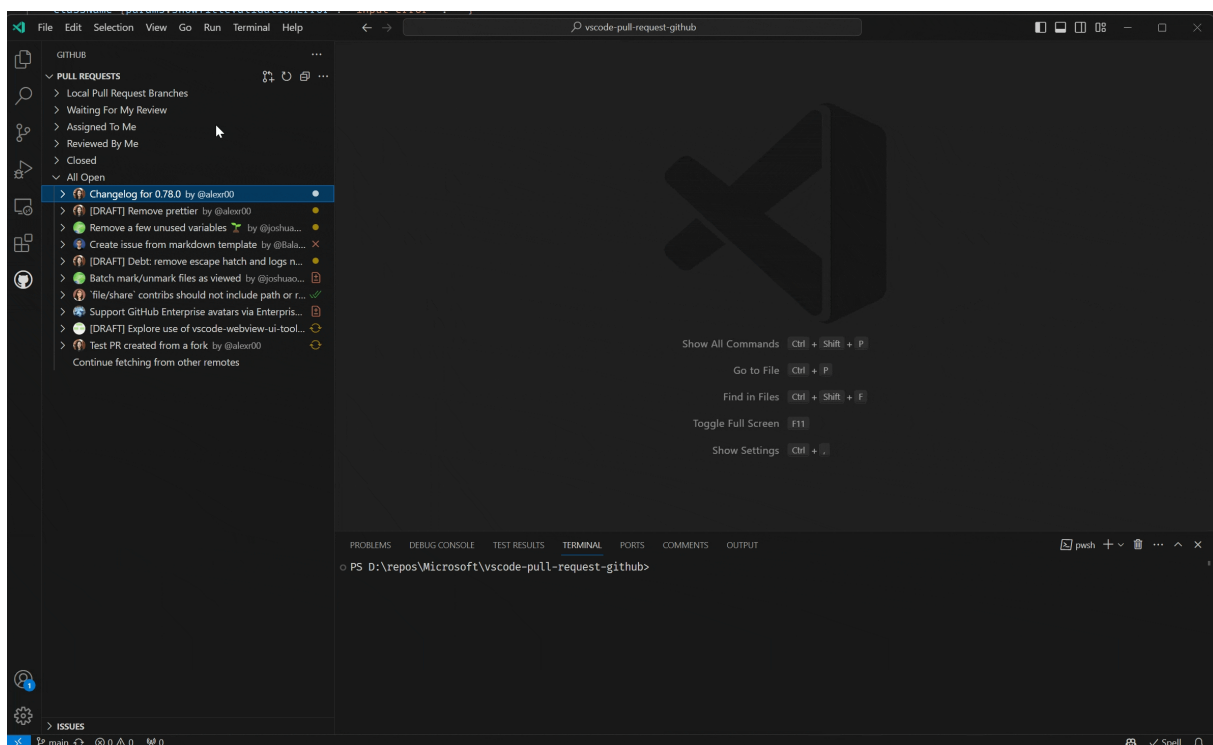 File Edit Selection View Go Run Terminal Help
vscode-pull-request-github
GITHUB
PULL REQUESTS
Local Pull Request Branches
Waiting For My Review
Assigned To Me
Reviewed By Me
Closed
All Open
Changelog for 0.78.0 by @alexr00
[DRAFT] Remove prettier by @alexr00
Remove a few unused variables by @joshua...
Create issue from markdown template by @Bala...
[DRAFT] Debt: remove escape hatch and logs n...
Batch mark/unmark files as viewed by @joshuao...
`file/share` contribs should not include path or r...
Support GitHub Enterprise avatars via Enterpris...
[DRAFT] Explore use of vscode-webview-ui-tool...
Test PR created from a fork by @alexr00
Continue fetching from other remotes
Show All Commands Ctrl + Shift + P
Go to File Ctrl + P
Find in Files Ctrl + Shift + F
Toggle Full Screen F11
Show Settings Ctrl + ,
PROBLEMS DEBUG CONSOLE TEST RESULTS TERMINAL PORTS COMMENTS OUTPUT
pwsh
PS D:\repos\Microsoft\vscode-pull-request-github>
1
ISSUES
main 0 0 0
Spell